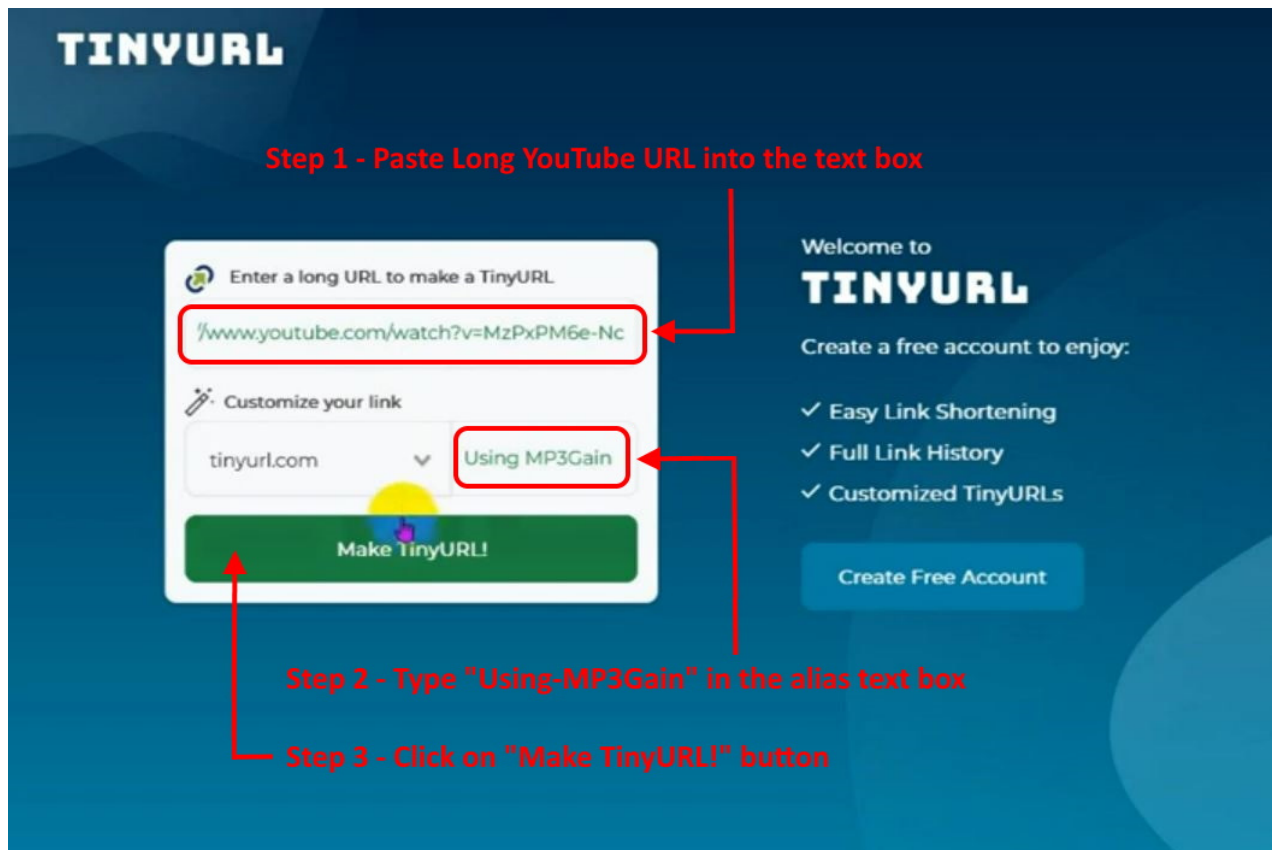 TINYURL
Step 1 - Paste Long YouTube URL into the text box
Enter a long URL to make a TinyURL
//www.youtube.com/watch?v=MzPxPM6e-Nc
Customize your link
tinyurl.com
Using MP3Gain
Make TinyURL!
Welcome to
TINYURL
Create a free account to enjoy:
Easy Link Shortening
Full Link History
Customized TinyURLs
Create Free Account
Step 2 - Type "Using-MP3Gain" in the alias text box
Step 3 - Click on "Make TinyURL!" button